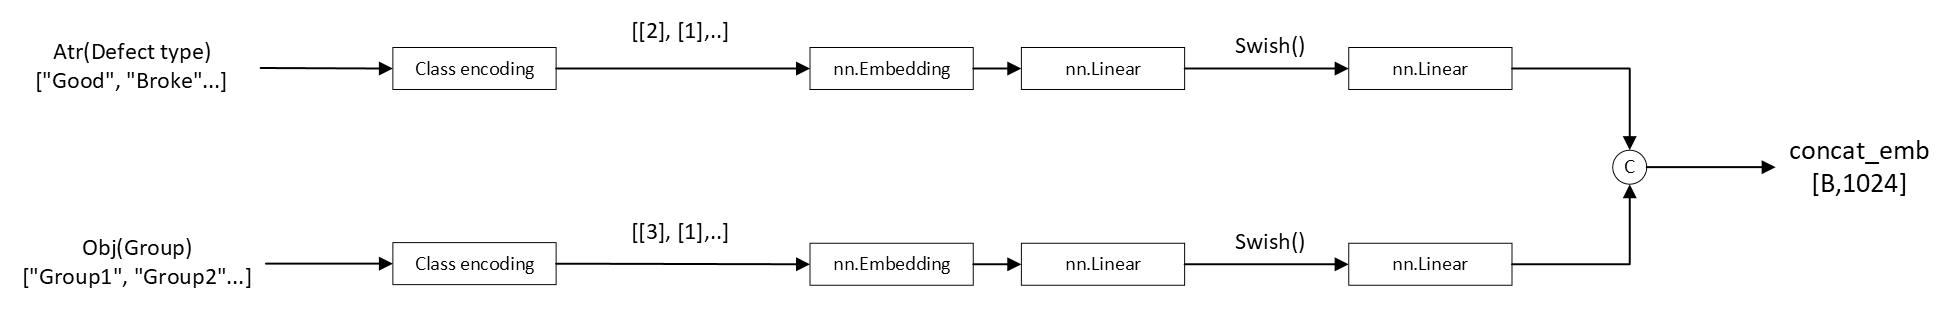 Atr(Defect type)
["Good", "Broke"...]
Class encoding
[[2], [1],..]
nn.Embedding
nn.Linear
Swish()
nn.Linear
C
concat_emb
[B,1024]
Obj(Group)
["Group1", "Group2"...]
Class encoding
[[3], [1],..]
nn.Embedding
nn.Linear
Swish()
nn.Linear